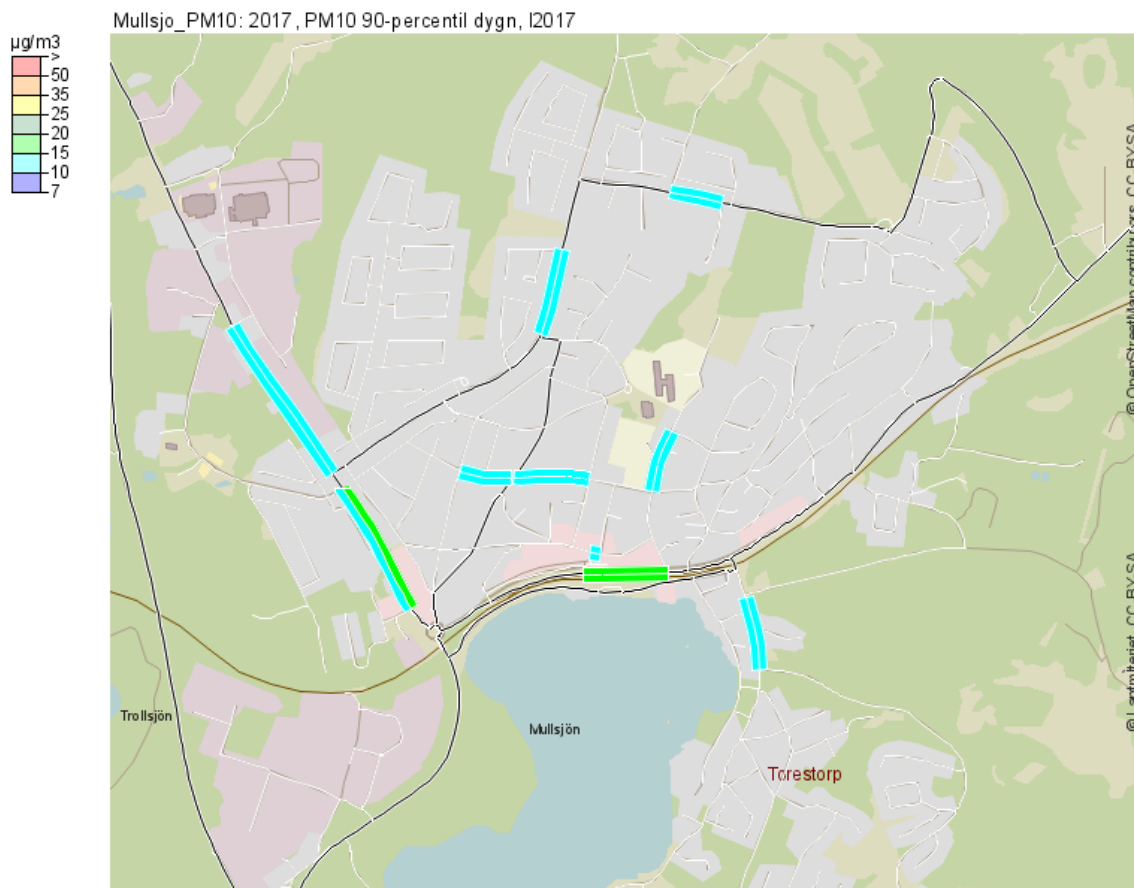 Mullsjo_PM10: 2017, PM10 90-percentil dygn, I2017
µg/m3
>
50
35
25
20
15
10
7
© OpenStreetMap contributors, CC-BY-SA
© Lantmäteriet, CC-BY-SA
Trollsjön
Mullsjön
Torestorp